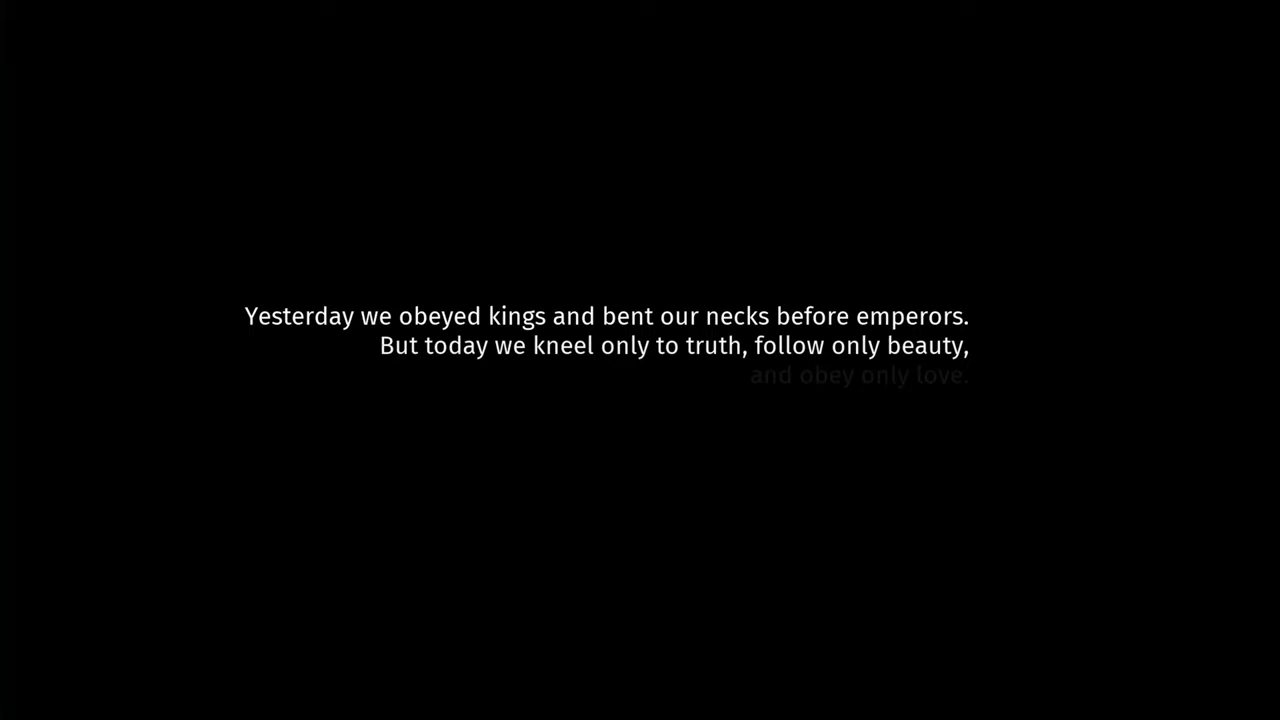 Yesterday we obeyed kings and bent our necks before emperors.
But today we kneel only to truth, follow only beauty,
and obey only love.